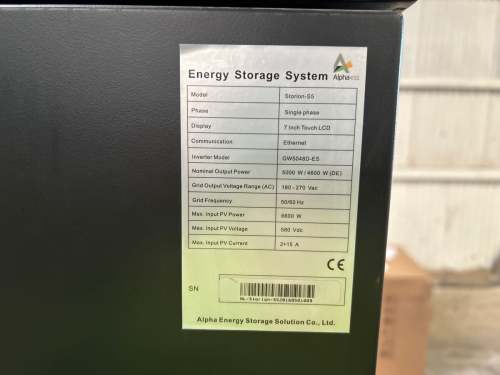 AlphaESS
Energy Storage System
Model Storion-S5
Phase Single phase
Display 7 Inch Touch LCD
Communication Ethernet
Inverter Model GW5048D-ES
Nominal Output Power 5000 W / 4600 W (DE)
Grid Output Voltage Range (AC) 180 - 270 Vac
Grid Frequency 50/60 Hz
Max. Input PV Power 6600 W
Max. Input PV Voltage 580 Vdc
Max. Input PV Current 2*15 A
CE
SN
Alpha Energy Storage Solution Co., Ltd.